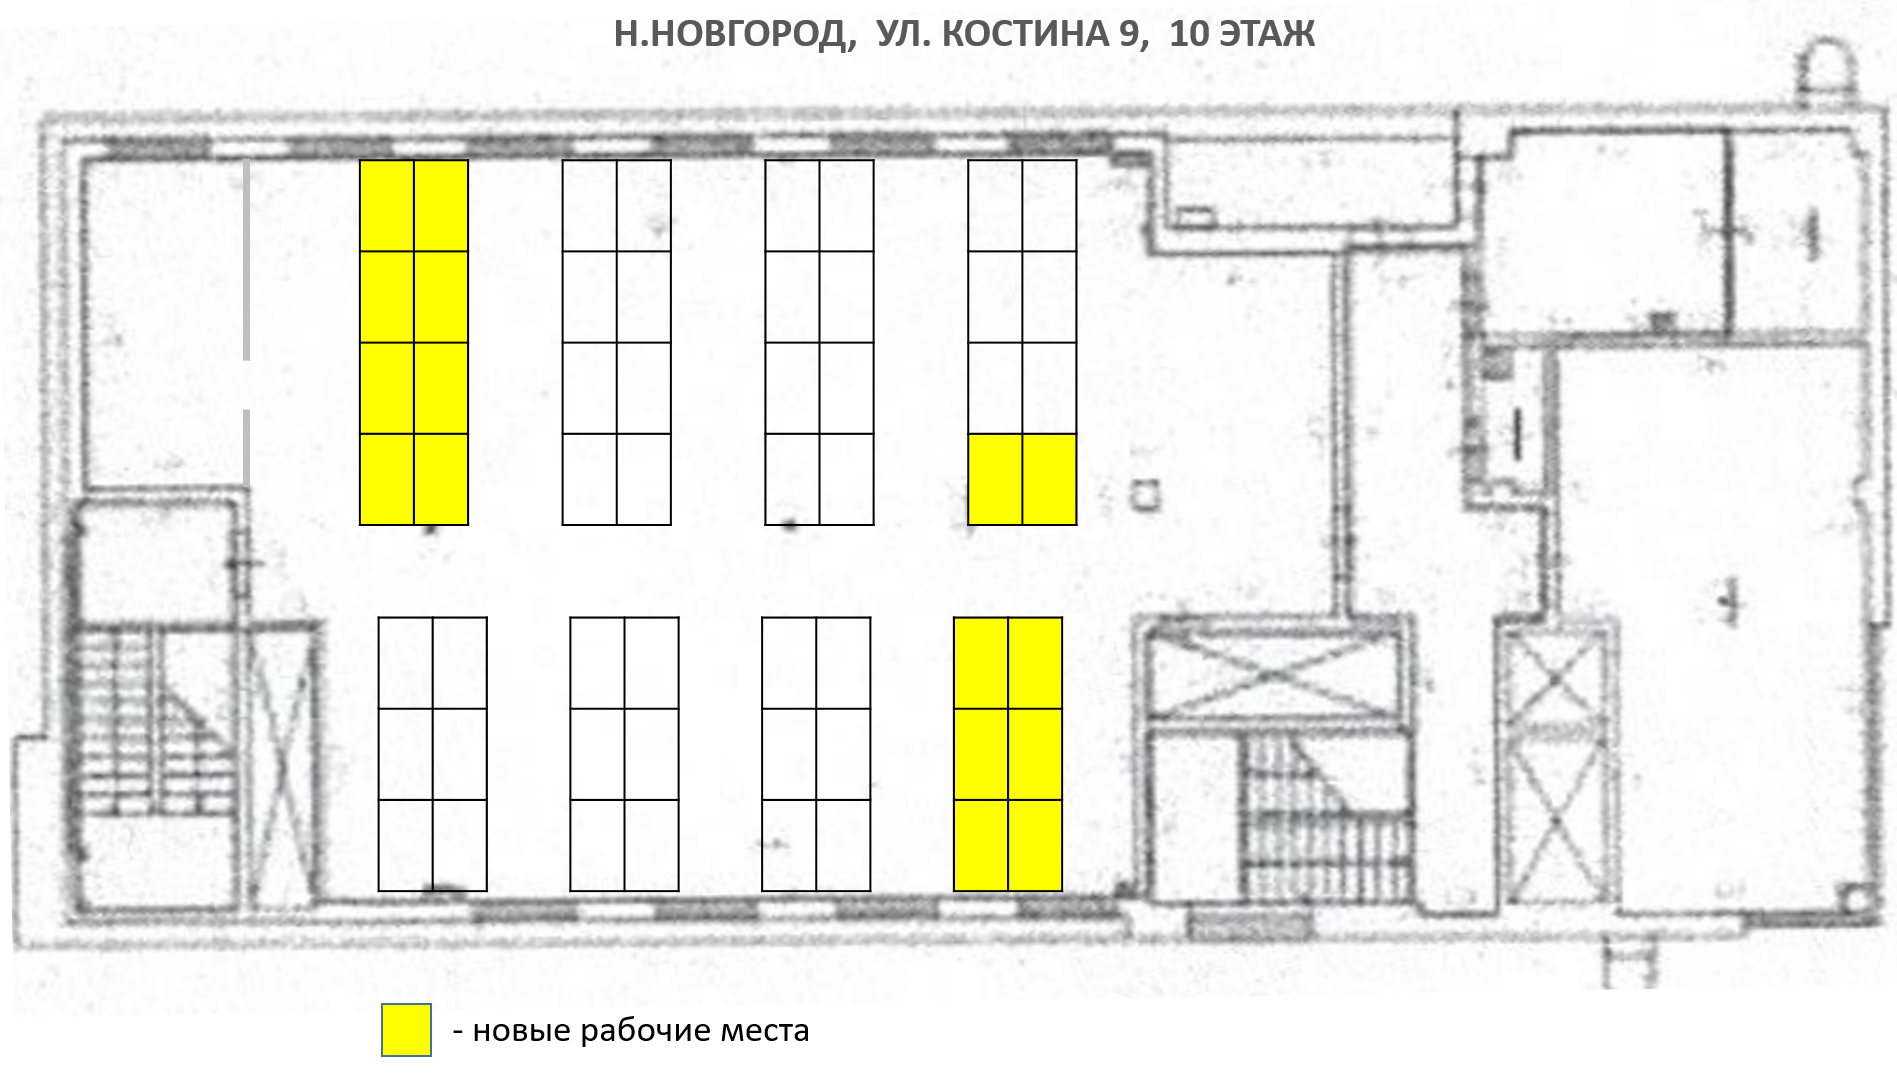 Н.НОВГОРОД, УЛ. КОСТИНА 9, 10 ЭТАЖ
- новые рабочие места